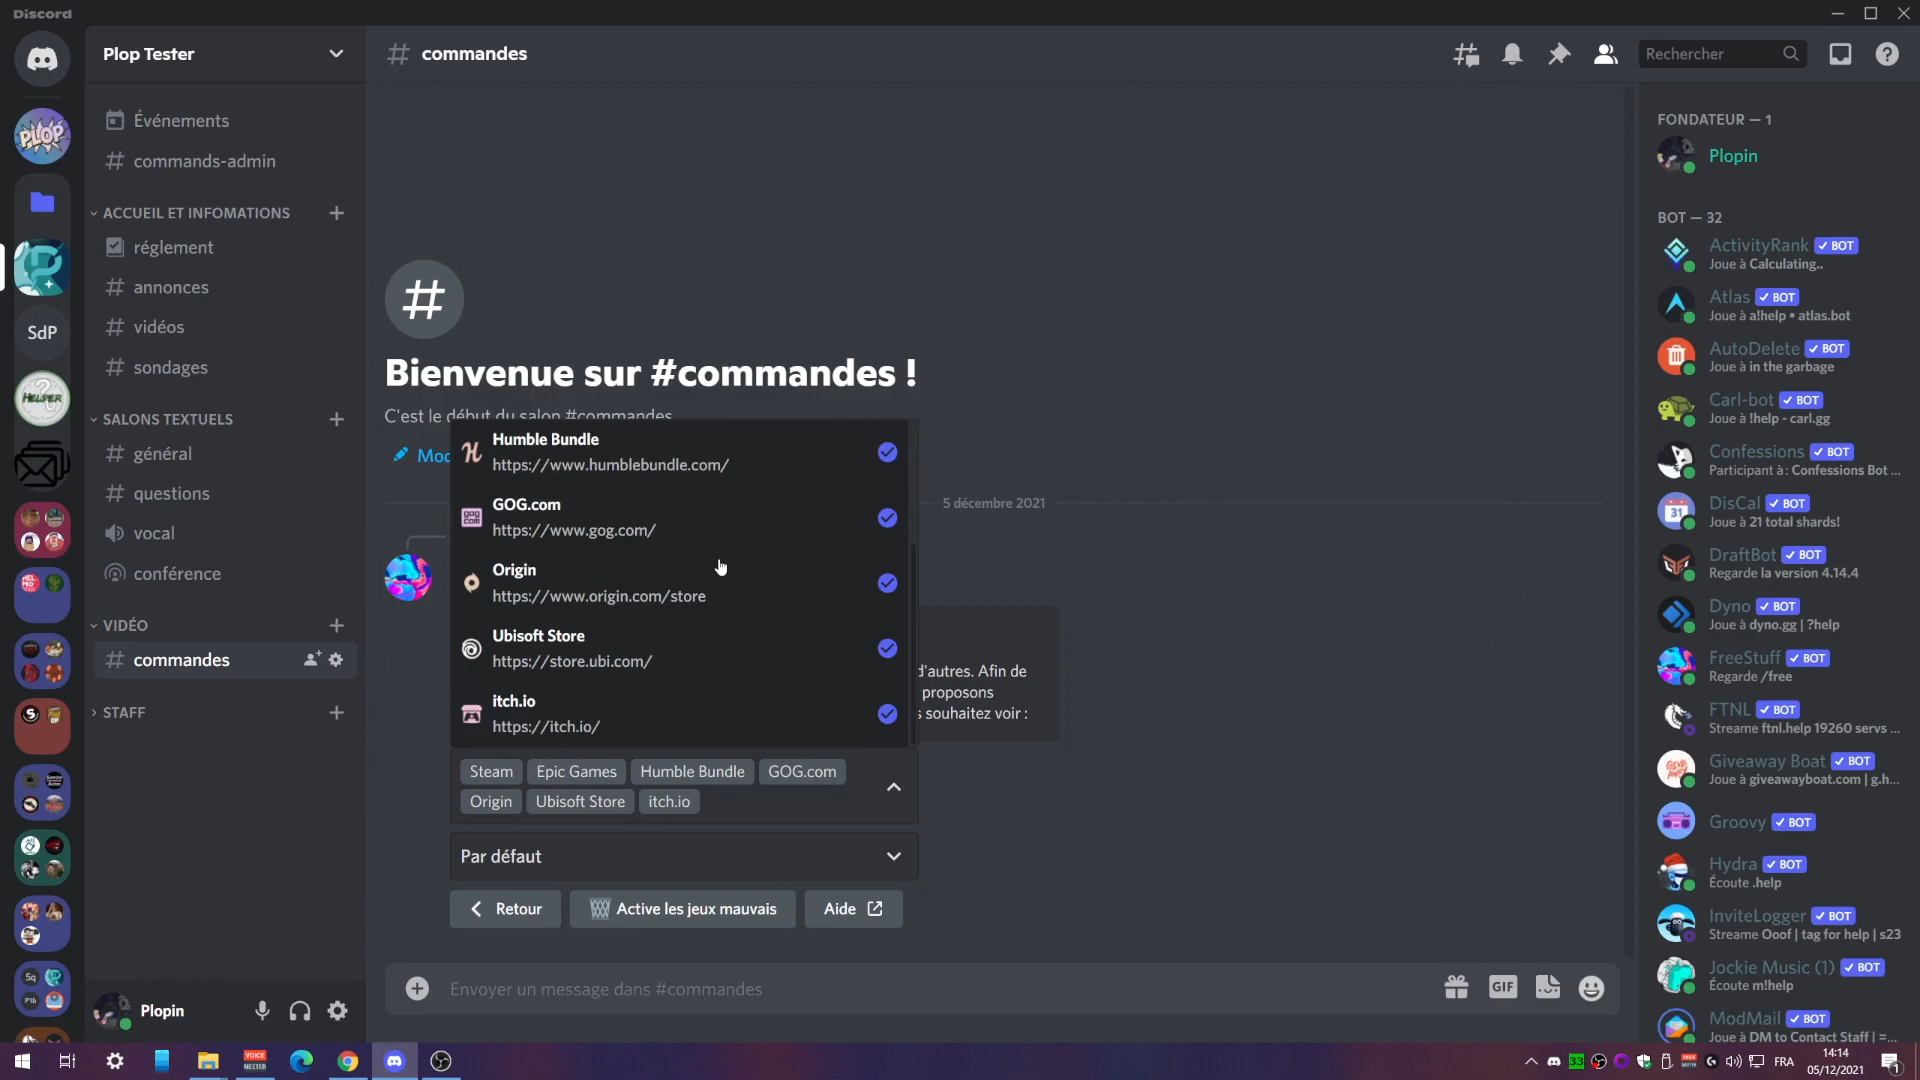 Discord
Plop Tester
commandes
Rechercher
PLOP
SdP
HELPER
Événements
commands-admin
ACCUEIL ET INFOMATIONS
réglement
annonces
vidéos
sondages
SALONS TEXTUELS
général
questions
vocal
conférence
VIDÉO
commandes
STAFF
Plopin
Bienvenue sur #commandes !
C'est le début du salon #commandes.
5 décembre 2021
Humble Bundle
https://www.humblebundle.com/
GOG.com
https://www.gog.com/
Origin
https://www.origin.com/store
Ubisoft Store
https://store.ubi.com/
itch.io
https://itch.io/
d'autres. Afin de
proposons
s souhaitez voir :
Steam Epic Games Humble Bundle GOG.com
Origin Ubisoft Store itch.io
Par défaut
Retour Active les jeux mauvais Aide
Envoyer un message dans #commandes
GIF
FONDATEUR — 1
Plopin
BOT — 32
ActivityRank BOT
Joue à Calculating..
Atlas BOT
Joue à a!help • atlas.bot
AutoDelete BOT
Joue à in the garbage
Carl-bot BOT
Joue à !help - carl.gg
Confessions BOT
Participant à : Confessions Bot ...
DisCal BOT
Joue à 21 total shards!
DraftBot BOT
Regarde la version 4.14.4
Dyno BOT
Joue à dyno.gg | ?help
FreeStuff BOT
Regarde /free
FTNL BOT
Streame ftnl.help 19260 servs ...
Giveaway Boat BOT
Joue à giveawayboat.com | g.h...
Groovy BOT
Hydra BOT
Écoute .help
InviteLogger BOT
Streame Ooof | tag for help | s23
Jockie Music (1) BOT
Écoute m!help
ModMail BOT
Joue à DM to Contact Staff | =...
FRA
14:14
05/12/2021